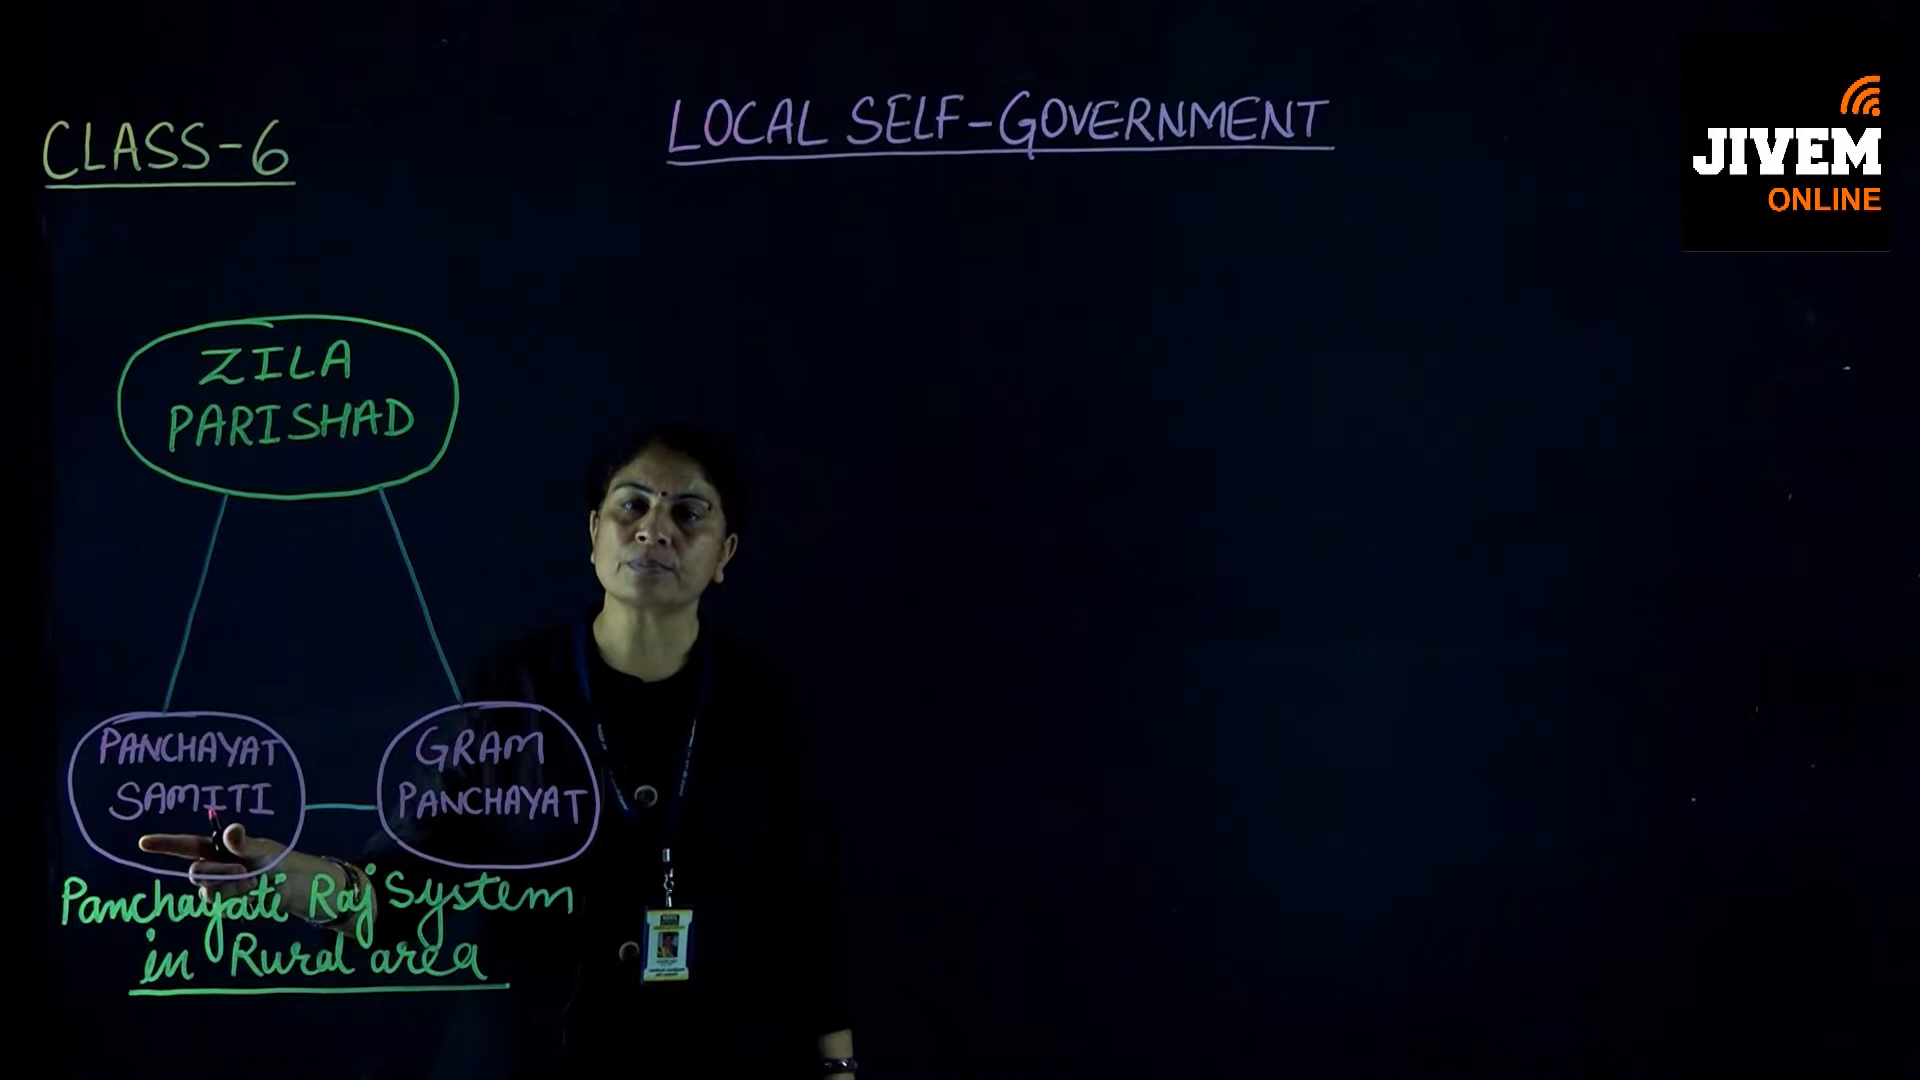 CLASS-6
LOCAL SELF-GOVERNMENT
JIVEM
ONLINE
ZILA
PARISHAD
PANCHAYAT
SAMITI
GRAM
PANCHAYAT
Panchayati Raj System
in Rural area